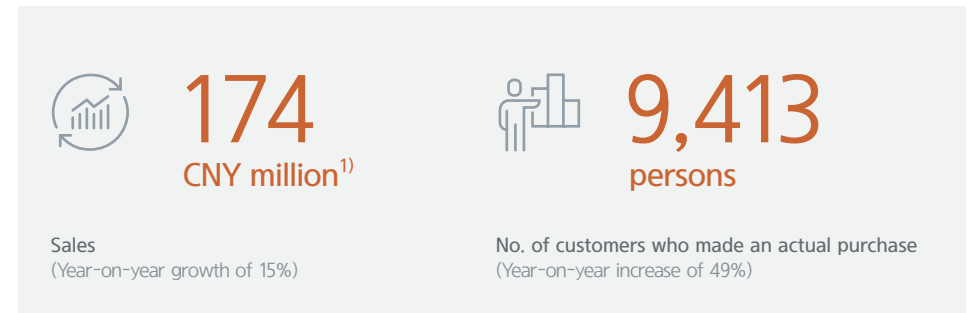 174
CNY million1)
Sales
(Year-on-year growth of 15%)
9,413
persons
No. of customers who made an actual purchase
(Year-on-year increase of 49%)